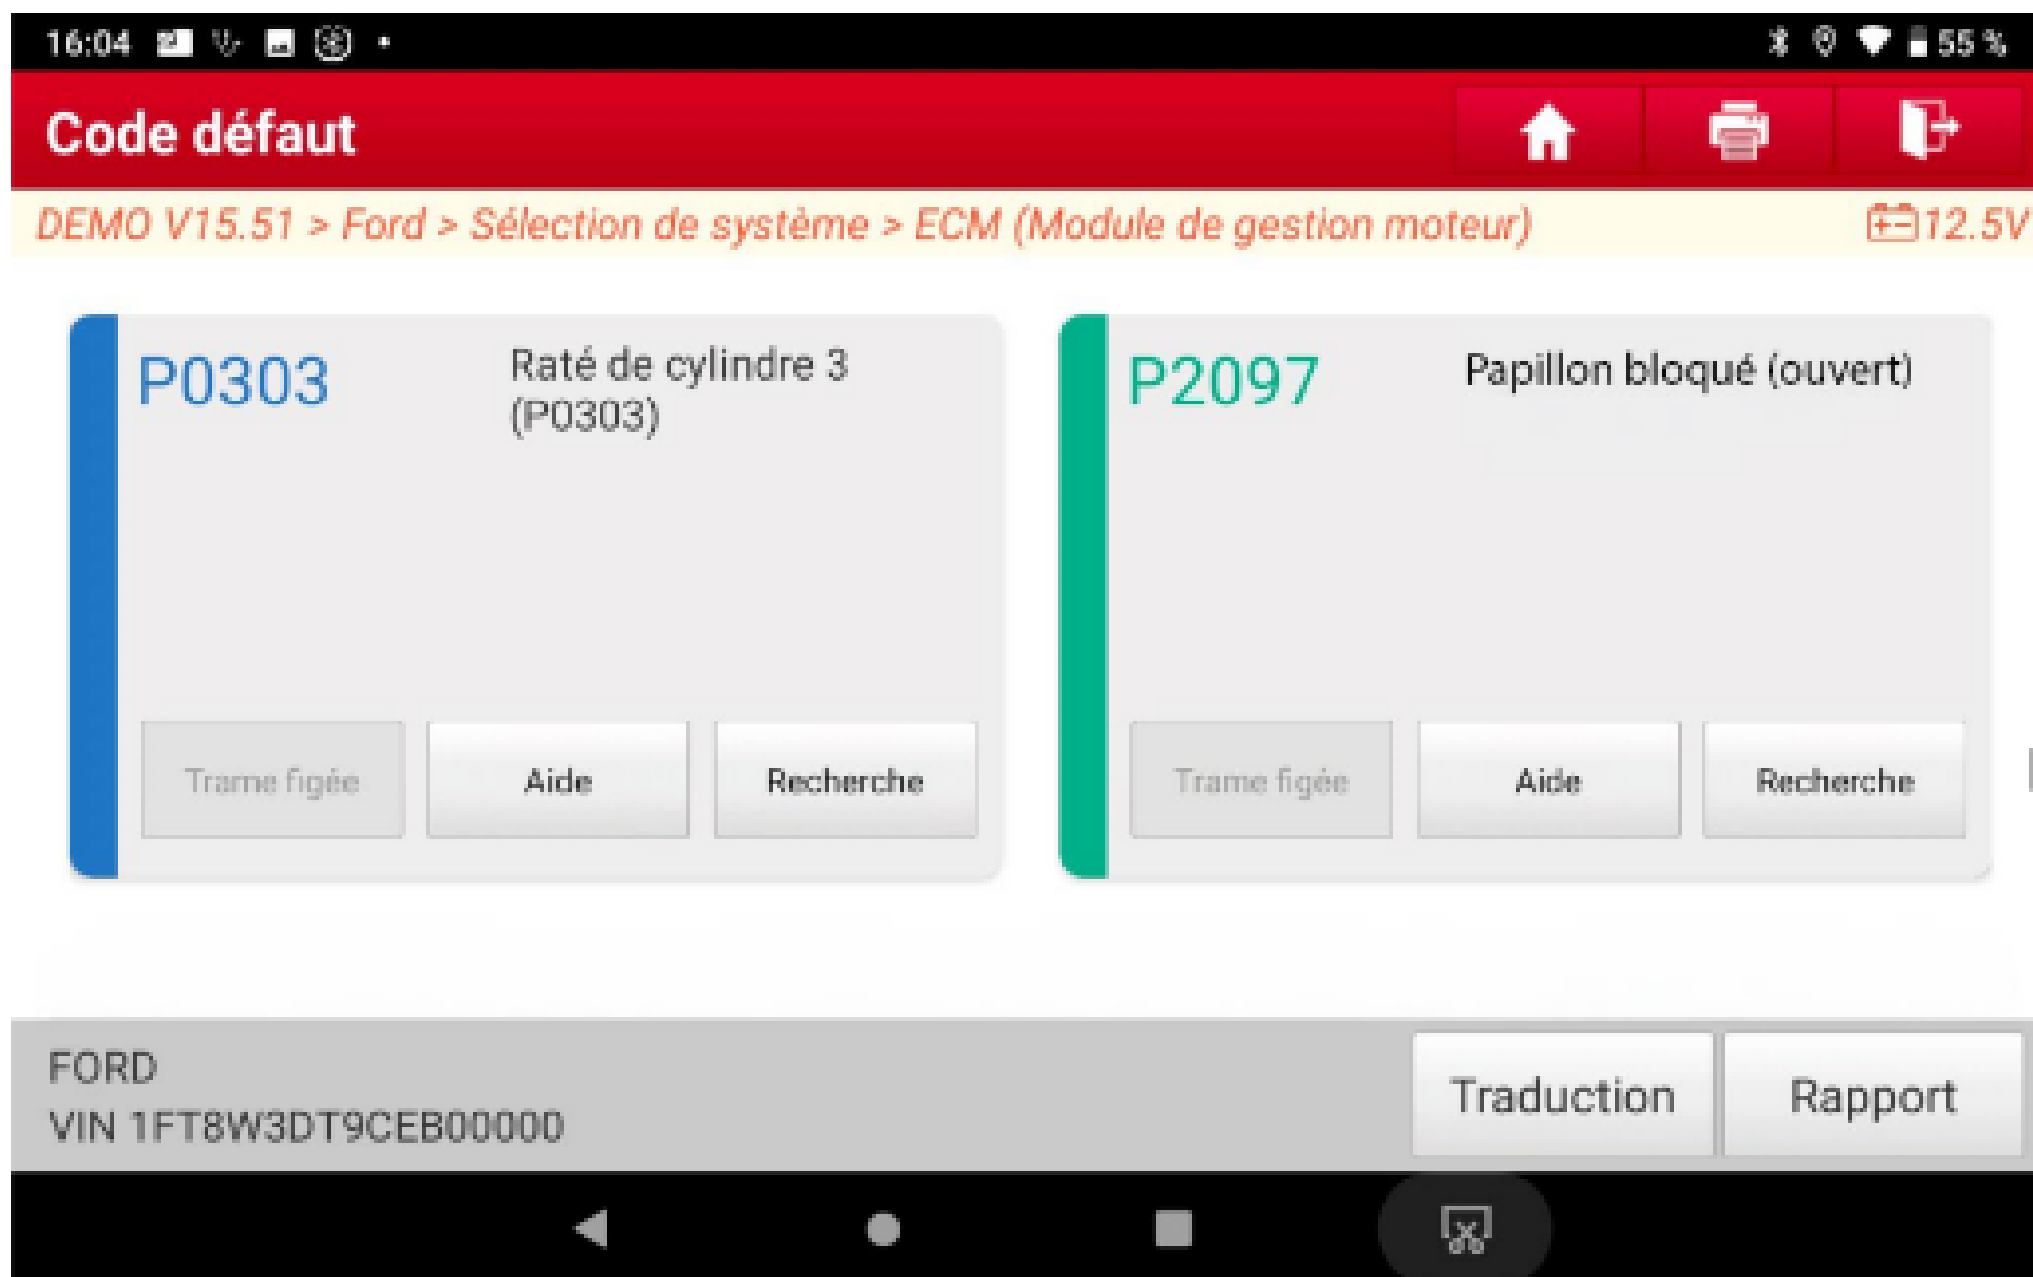 16:04
55 %
Code défaut
DEMO V15.51 > Ford > Sélection de système > ECM (Module de gestion moteur)
12.5V
P0303
Raté de cylindre 3
(P0303)
Trame figée
Aide
Recherche
P2097
Papillon bloqué (ouvert)
Trame figée
Aide
Recherche
FORD
VIN 1FT8W3DT9CEB00000
Traduction
Rapport